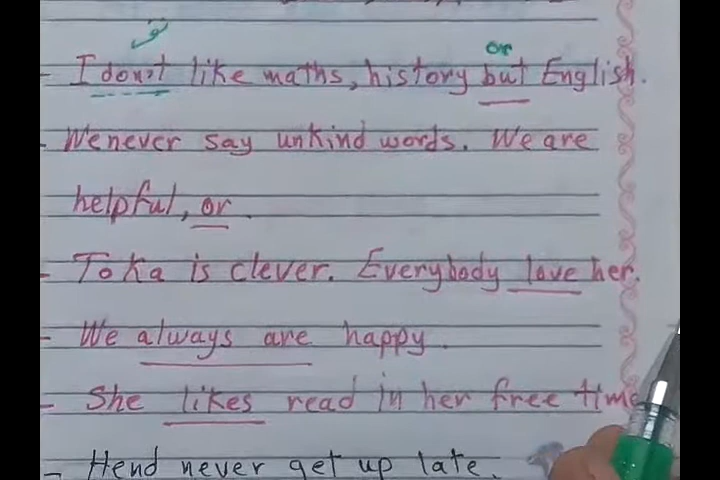 or
- I don't like maths, history but English.
- We never say unkind words. We are
helpful, or
- Toka is clever. Everybody love her.
- We always are happy.
- She likes read in her free time
- Hend never get up late.